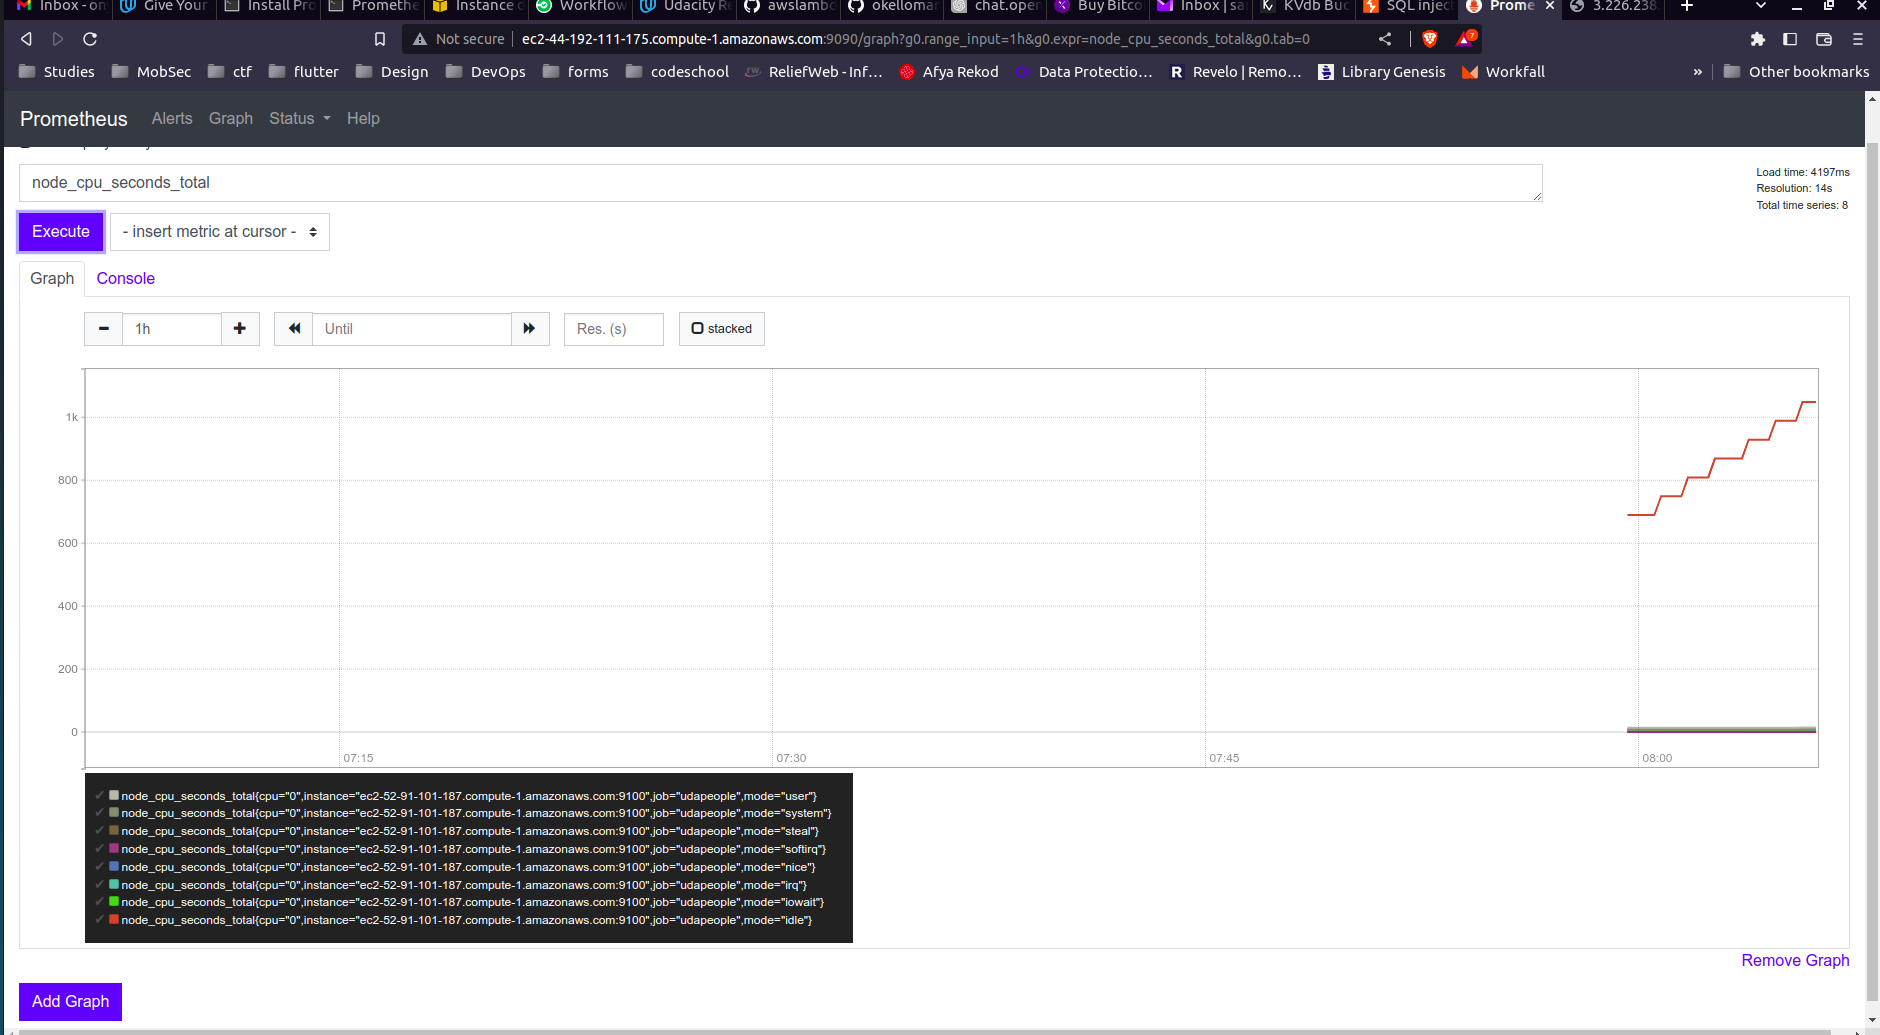 Inbox - on
Give Your
Install Pro
Promethe
Instance d
Workflow
Udacity Re
awslambd
okellomar
chat.open
Buy Bitco
Inbox | sa
KVdb Buc
SQL inject
Prome
3.226.238.
Not secure
ec2-44-192-111-175.compute-1.amazonaws.com:9090/graph?g0.range_input=1h&g0.expr=node_cpu_seconds_total&g0.tab=0
7
Studies MobSec ctf flutter Design DevOps forms codeschool ReliefWeb - Inf... Afya Rekod Data Protectio... Revelo | Remo... Library Genesis Workfall » Other bookmarks
Prometheus Alerts Graph Status Help
node_cpu_seconds_total
Load time: 4197ms
Resolution: 14s
Total time series: 8
Execute
- insert metric at cursor -
Graph Console
1h
Until
Res. (s)
stacked
1k
800
600
400
200
0
07:15 07:30 07:45 08:00
node_cpu_seconds_total{cpu="0",instance="ec2-52-91-101-187.compute-1.amazonaws.com:9100",job="udapeople",mode="user"}
node_cpu_seconds_total{cpu="0",instance="ec2-52-91-101-187.compute-1.amazonaws.com:9100",job="udapeople",mode="system"}
node_cpu_seconds_total{cpu="0",instance="ec2-52-91-101-187.compute-1.amazonaws.com:9100",job="udapeople",mode="steal"}
node_cpu_seconds_total{cpu="0",instance="ec2-52-91-101-187.compute-1.amazonaws.com:9100",job="udapeople",mode="softirq"}
node_cpu_seconds_total{cpu="0",instance="ec2-52-91-101-187.compute-1.amazonaws.com:9100",job="udapeople",mode="nice"}
node_cpu_seconds_total{cpu="0",instance="ec2-52-91-101-187.compute-1.amazonaws.com:9100",job="udapeople",mode="irq"}
node_cpu_seconds_total{cpu="0",instance="ec2-52-91-101-187.compute-1.amazonaws.com:9100",job="udapeople",mode="iowait"}
node_cpu_seconds_total{cpu="0",instance="ec2-52-91-101-187.compute-1.amazonaws.com:9100",job="udapeople",mode="idle"}
Remove Graph
Add Graph